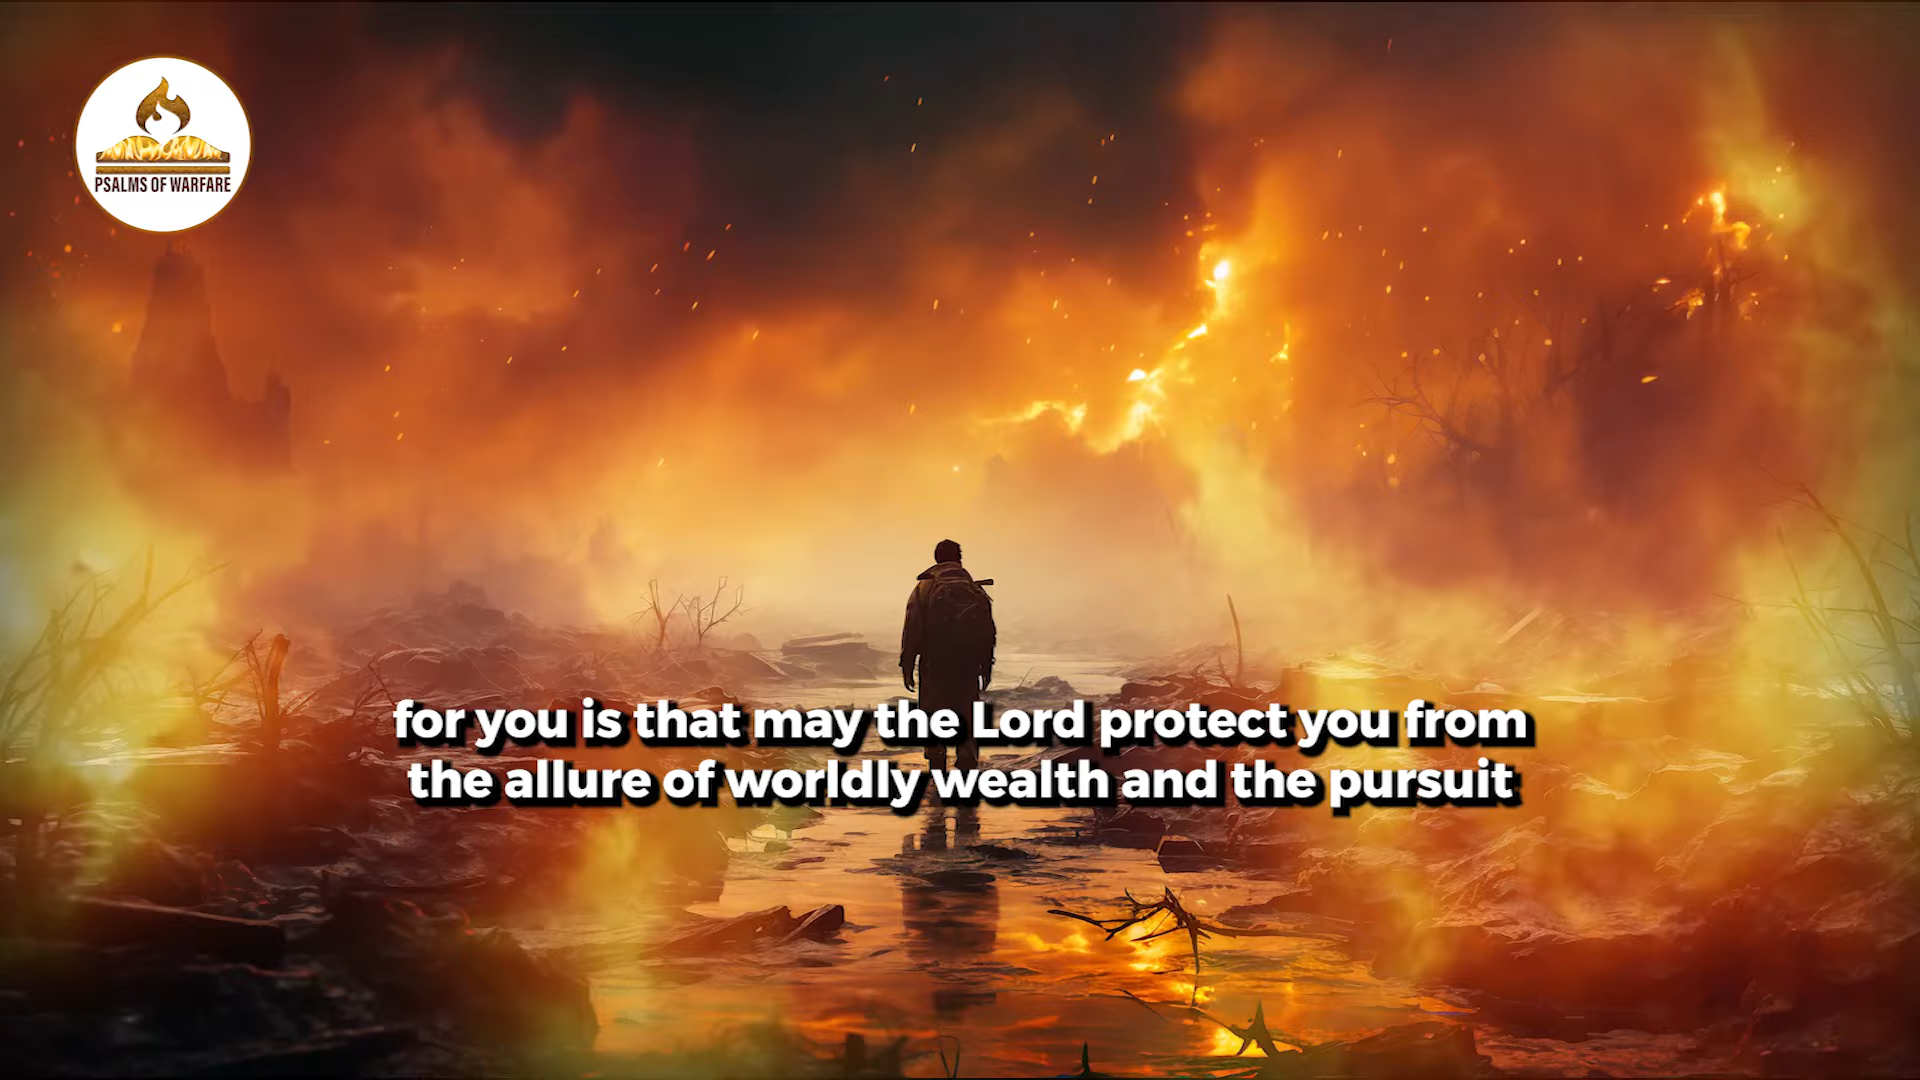 PSALMS OF WARFARE
for you is that may the Lord protect you from
the allure of worldly wealth and the pursuit